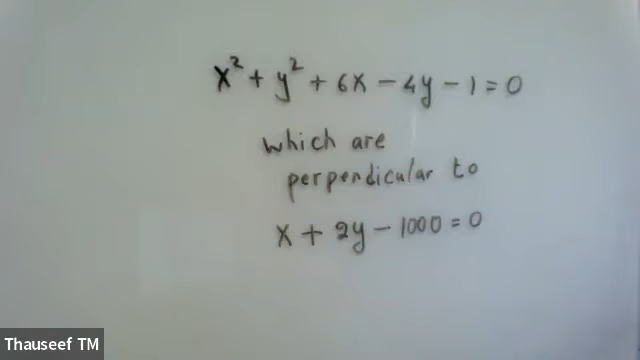 x² + y² + 6x − 4y − 1 = 0
which are
perpendicular to
x + 2y − 1000 = 0
Thauseef TM